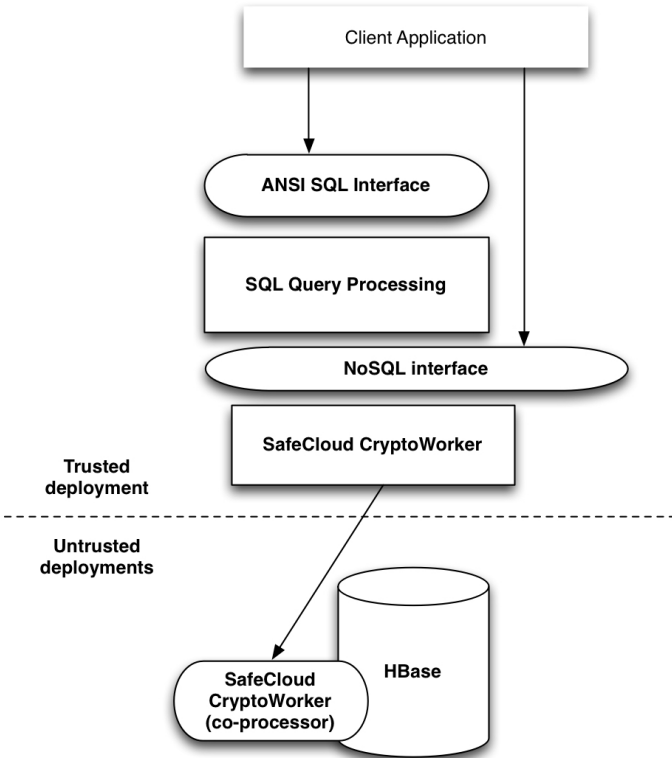 Client Application
ANSI SQL Interface
SQL Query Processing
NoSQL interface
SafeCloud CryptoWorker
Trusted
deployment
Untrusted
deployments
HBase
SafeCloud
CryptoWorker
(co-processor)